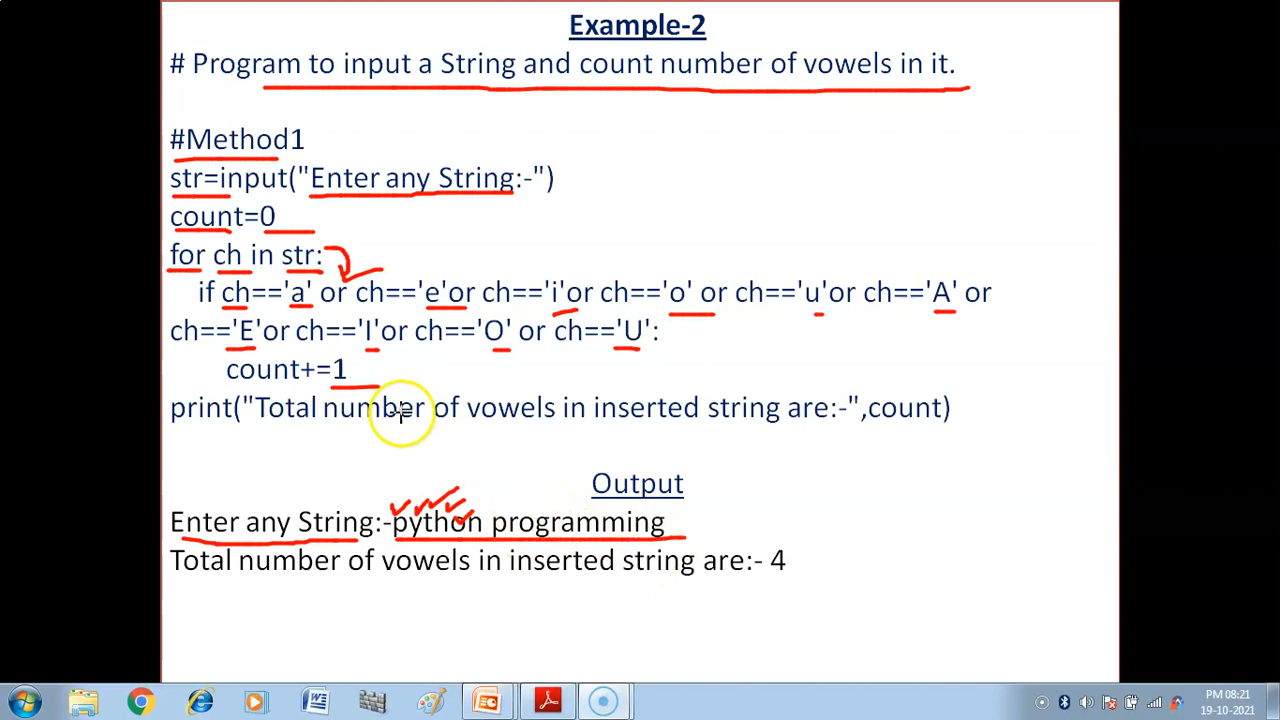 Example-2
# Program to input a String and count number of vowels in it.
#Method1
str=input("Enter any String:-")
count=0
for ch in str:
if ch=='a' or ch=='e'or ch=='i'or ch=='o' or ch=='u'or ch=='A' or
ch=='E'or ch=='I'or ch=='O' or ch=='U':
count+=1
print("Total number of vowels in inserted string are:-",count)
Output
Enter any String:-python programming
Total number of vowels in inserted string are:- 4
PM 08:21
19-10-2021